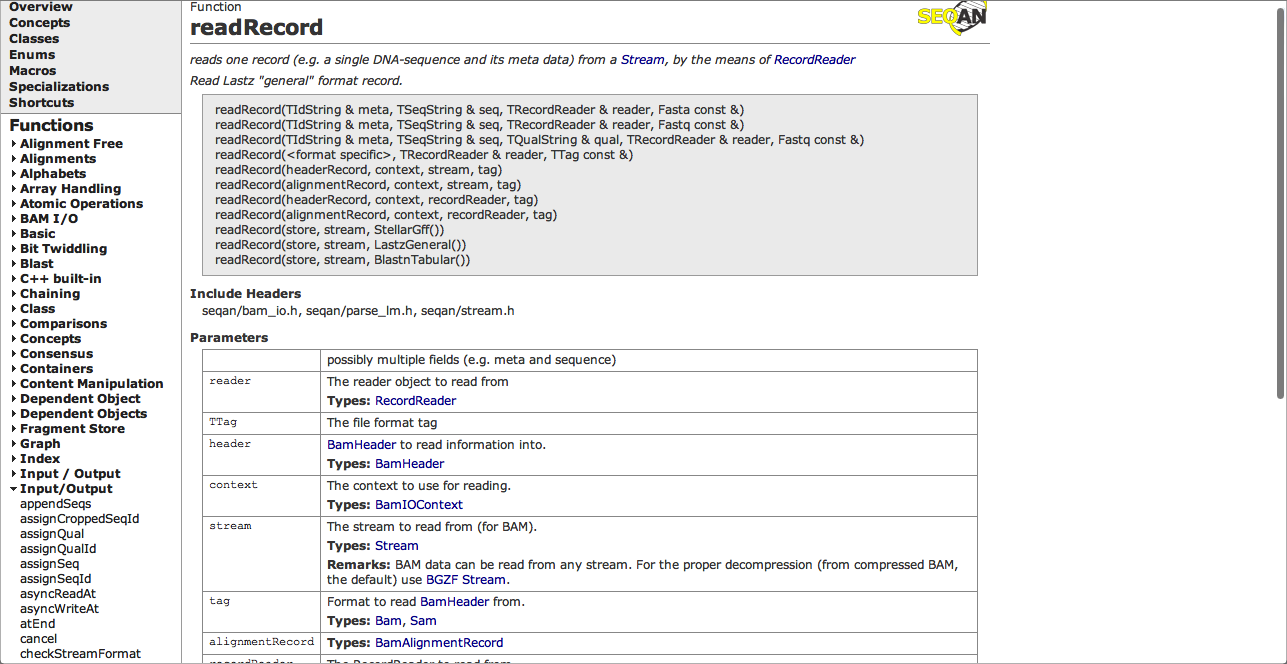 Overview
Concepts
Classes
Enums
Macros
Specializations
Shortcuts
Functions
Alignment Free
Alignments
Alphabets
Array Handling
Atomic Operations
BAM I/O
Basic
Bit Twiddling
Blast
C++ built-in
Chaining
Class
Comparisons
Concepts
Consensus
Containers
Content Manipulation
Dependent Object
Dependent Objects
Fragment Store
Graph
Index
Input / Output
Input/Output
appendSeqs
assignCroppedSeqId
assignQual
assignQualId
assignSeq
assignSeqId
asyncReadAt
asyncWriteAt
atEnd
cancel
checkStreamFormat
Function
readRecord
SEQAN
reads one record (e.g. a single DNA-sequence and its meta data) from a Stream, by the means of RecordReader
Read Lastz "general" format record.
readRecord(TIdString & meta, TSeqString & seq, TRecordReader & reader, Fasta const &)
readRecord(TIdString & meta, TSeqString & seq, TRecordReader & reader, Fastq const &)
readRecord(TIdString & meta, TSeqString & seq, TQualString & qual, TRecordReader & reader, Fastq const &)
readRecord(<format specific>, TRecordReader & reader, TTag const &)
readRecord(headerRecord, context, stream, tag)
readRecord(alignmentRecord, context, stream, tag)
readRecord(headerRecord, context, recordReader, tag)
readRecord(alignmentRecord, context, recordReader, tag)
readRecord(store, stream, StellarGff())
readRecord(store, stream, LastzGeneral())
readRecord(store, stream, BlastnTabular())
Include Headers
seqan/bam_io.h, seqan/parse_lm.h, seqan/stream.h
Parameters
possibly multiple fields (e.g. meta and sequence)
reader The reader object to read from
Types: RecordReader
TTag The file format tag
header BamHeader to read information into.
Types: BamHeader
context The context to use for reading.
Types: BamIOContext
stream The stream to read from (for BAM).
Types: Stream
Remarks: BAM data can be read from any stream. For the proper decompression (from compressed BAM,
the default) use BGZF Stream.
tag Format to read BamHeader from.
Types: Bam, Sam
alignmentRecord Types: BamAlignmentRecord
recordReader The RecordReader to read from